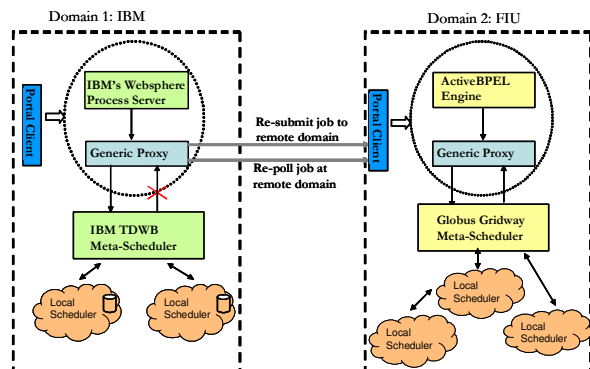 Domain 1: IBM
Domain 2: FIU
Portal Client
IBM's Websphere
Process Server
Generic Proxy
IBM TDWB
Meta-Scheduler
Local
Scheduler
Local
Scheduler
Re-submit job to
remote domain
Re-poll job at
remote domain
Portal Client
ActiveBPEL
Engine
Generic Proxy
Globus Gridway
Meta-Scheduler
Local
Scheduler
Local
Scheduler
Local
Scheduler